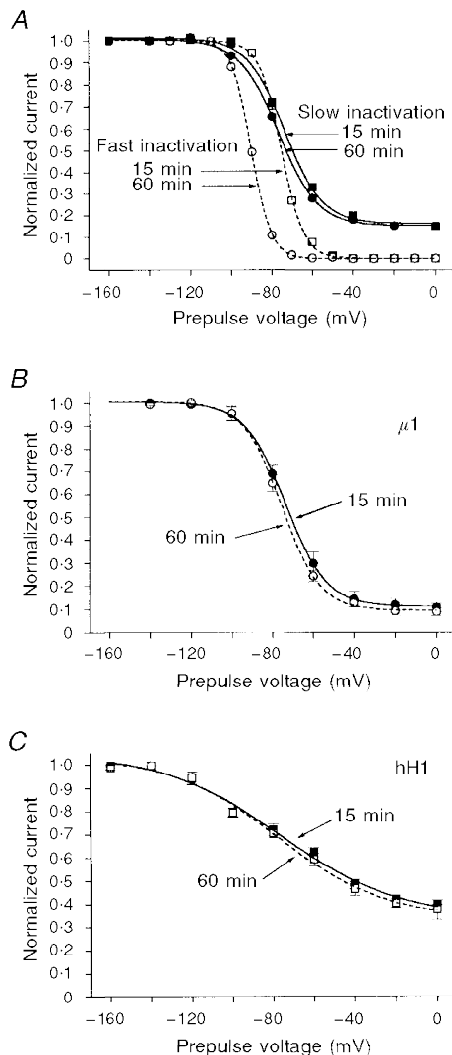 A
Normalized current
1·0
0·9
0·8
0·7
0·6
0·5
0·4
0·3
0·2
0·1
0
Fast inactivation
15 min
60 min
Slow inactivation
15 min
60 min
−160
−120
−80
−40
0
Prepulse voltage (mV)
B
μ1
Normalized current
1·0
0·9
0·8
0·7
0·6
0·5
0·4
0·3
0·2
0·1
0
15 min
60 min
−160
−120
−80
−40
0
Prepulse voltage (mV)
C
hH1
Normalized current
1·0
0·9
0·8
0·7
0·6
0·5
0·4
0·3
0·2
0·1
0
15 min
60 min
−160
−120
−80
−40
0
Prepulse voltage (mV)